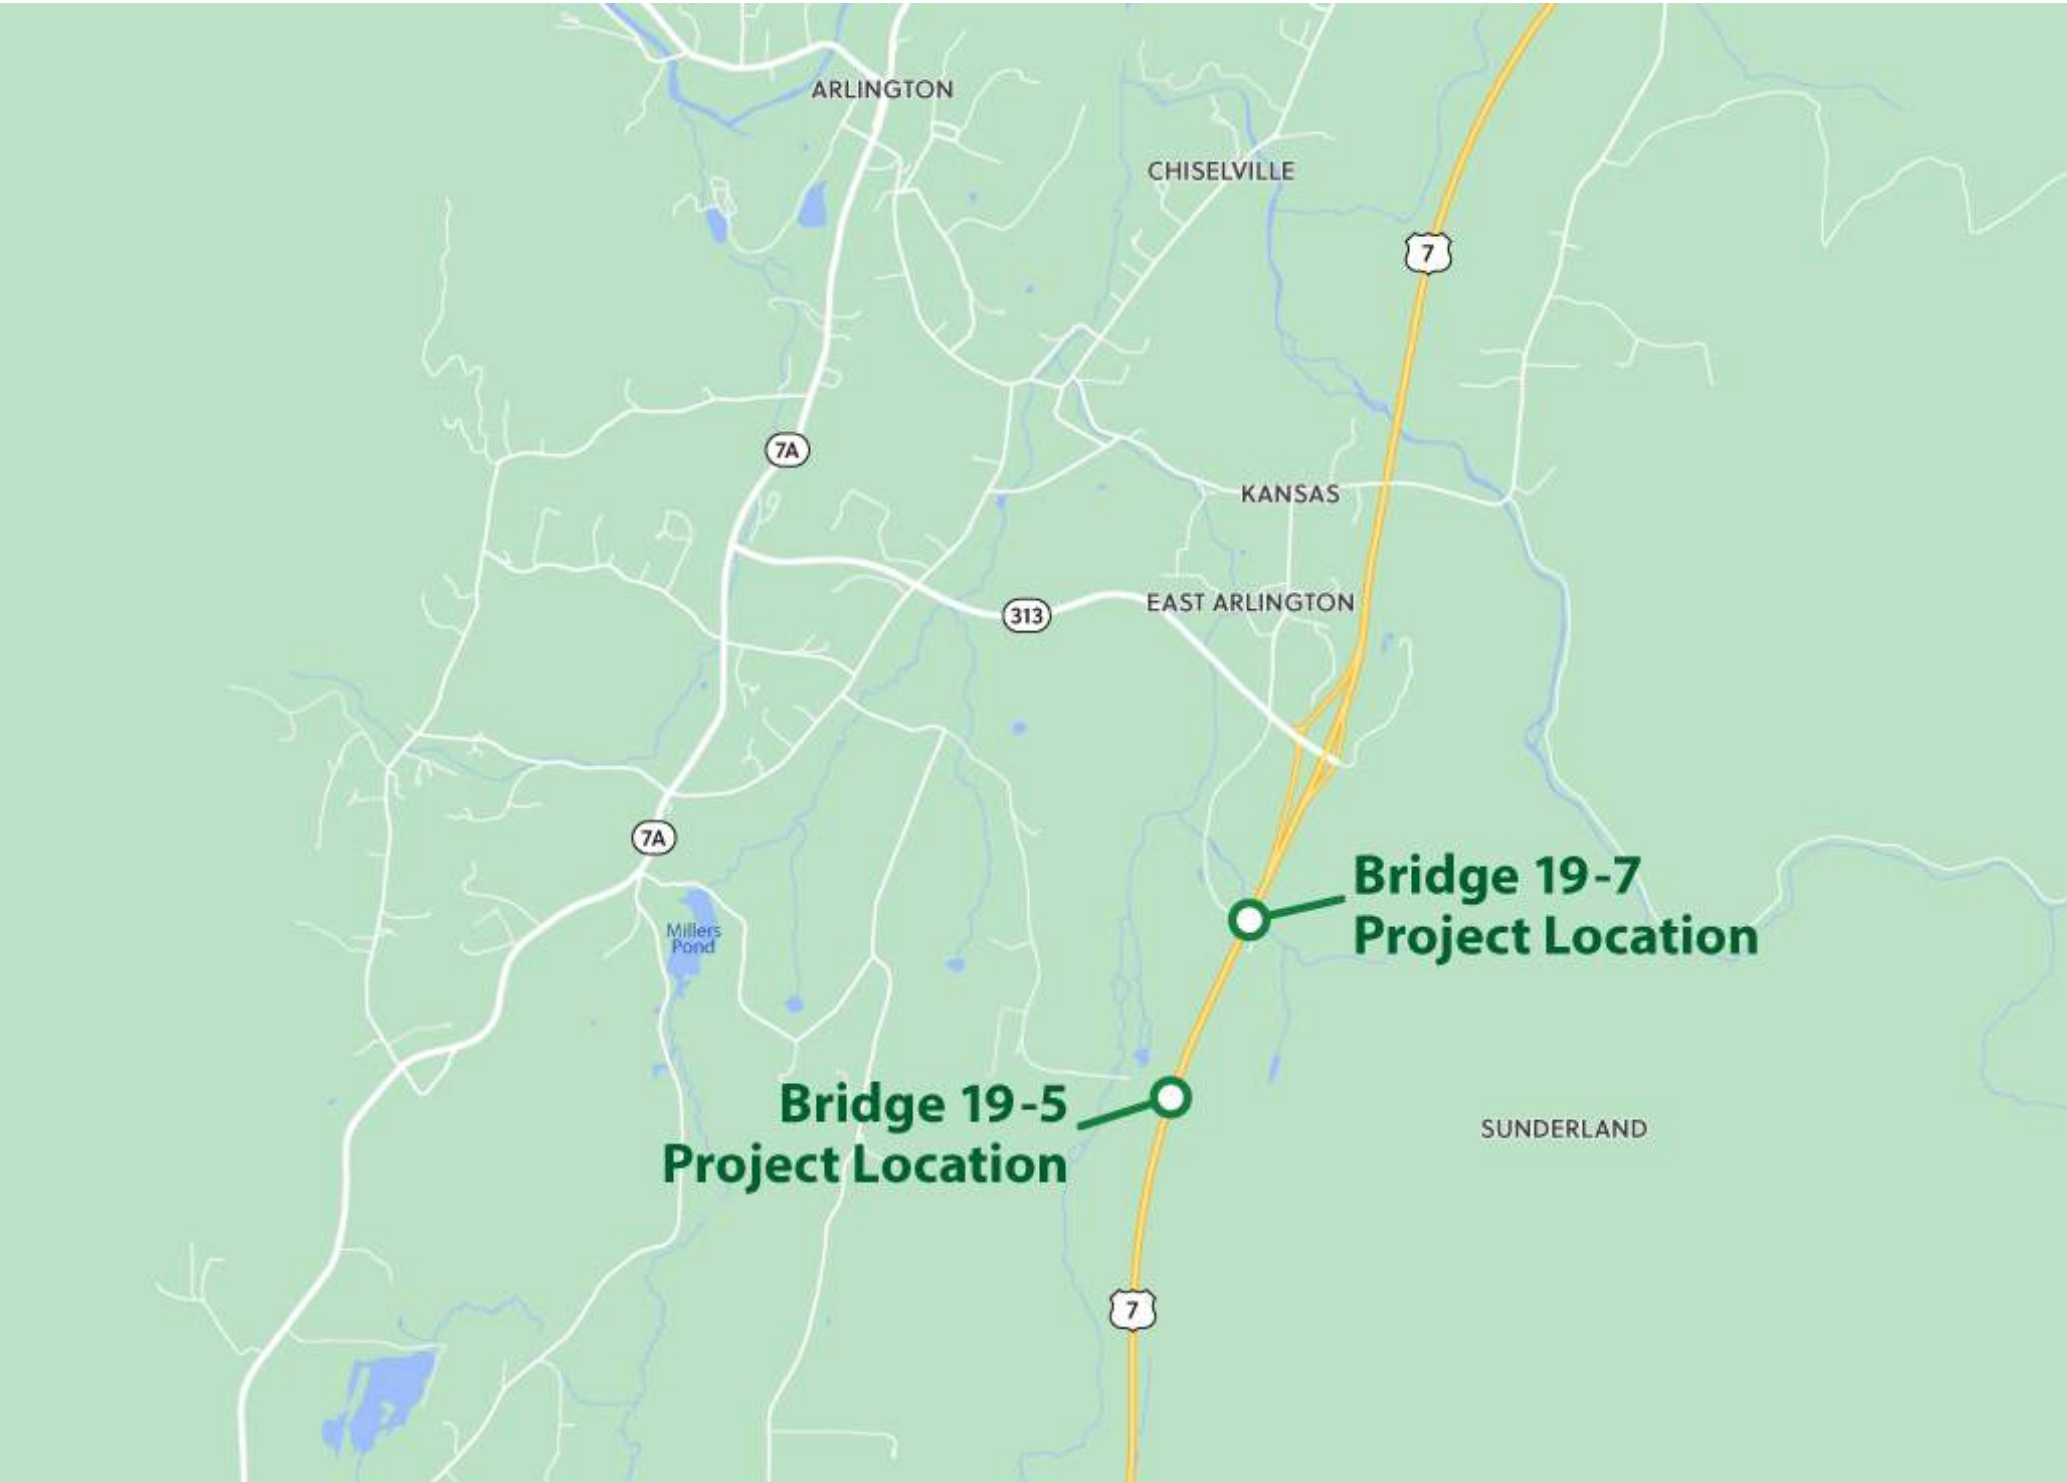 ARLINGTON
CHISELVILLE
7
7A
KANSAS
EAST ARLINGTON
313
7A
Bridge 19-7
Project Location
Millers
Pond
Bridge 19-5
Project Location
SUNDERLAND
7